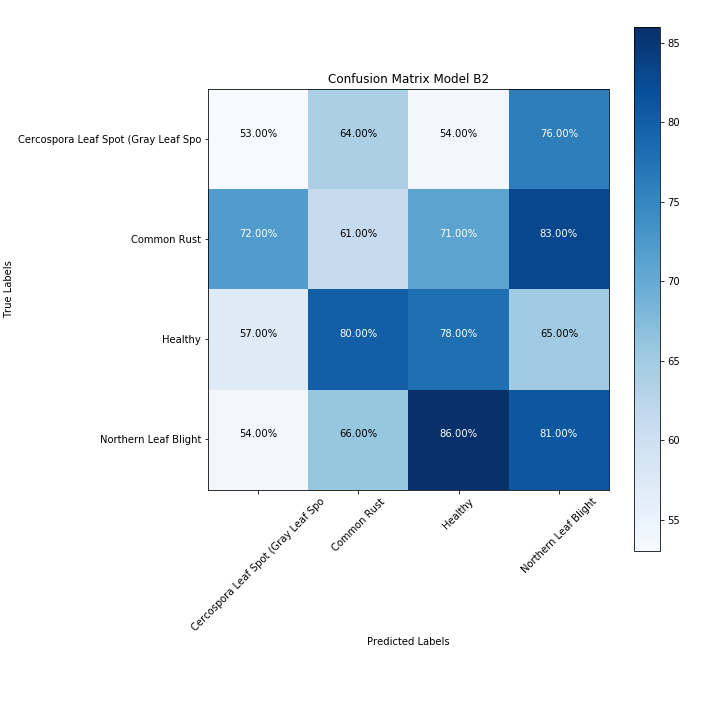 Confusion Matrix Model B2
Cercospora Leaf Spot (Gray Leaf Spo
53.00% 64.00% 54.00% 76.00%
Common Rust
72.00% 61.00% 71.00% 83.00%
Healthy
57.00% 80.00% 78.00% 65.00%
Northern Leaf Blight
54.00% 66.00% 86.00% 81.00%
True Labels
Cercospora Leaf Spot (Gray Leaf Spo
Common Rust
Healthy
Northern Leaf Blight
Predicted Labels
85
80
75
70
65
60
55